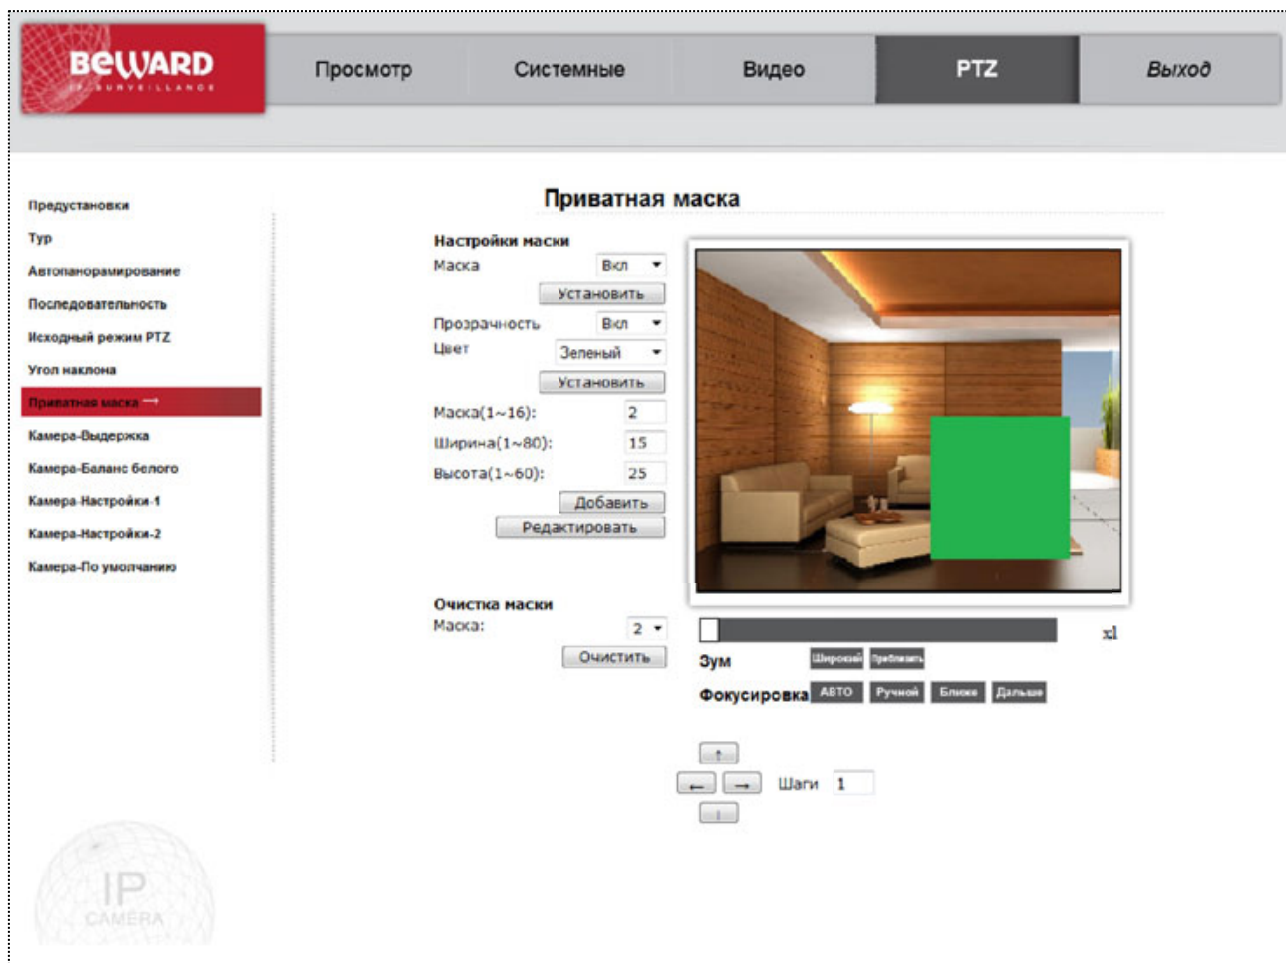 BEWARD
IP SURVEILLANCE
Просмотр
Системные
Видео
PTZ
Выход
Предустановки
Тур
Автопанорамирование
Последовательность
Исходный режим PTZ
Угол наклона
Приватная маска →
Камера-Выдержка
Камера-Баланс белого
Камера-Настройки-1
Камера-Настройки-2
Камера-По умолчанию
Приватная маска
Настройки маски
Маска Вкл
Установить
Прозрачность Вкл
Цвет Зеленый
Установить
Маска(1~16): 2
Ширина(1~80): 15
Высота(1~60): 25
Добавить
Редактировать
Очистка маски
Маска: 2
Очистить
x1
Зум Широкий Приблизить
Фокусировка АВТО Ручной Ближе Дальше
↑
← → Шаги 1
IP
CAMERA